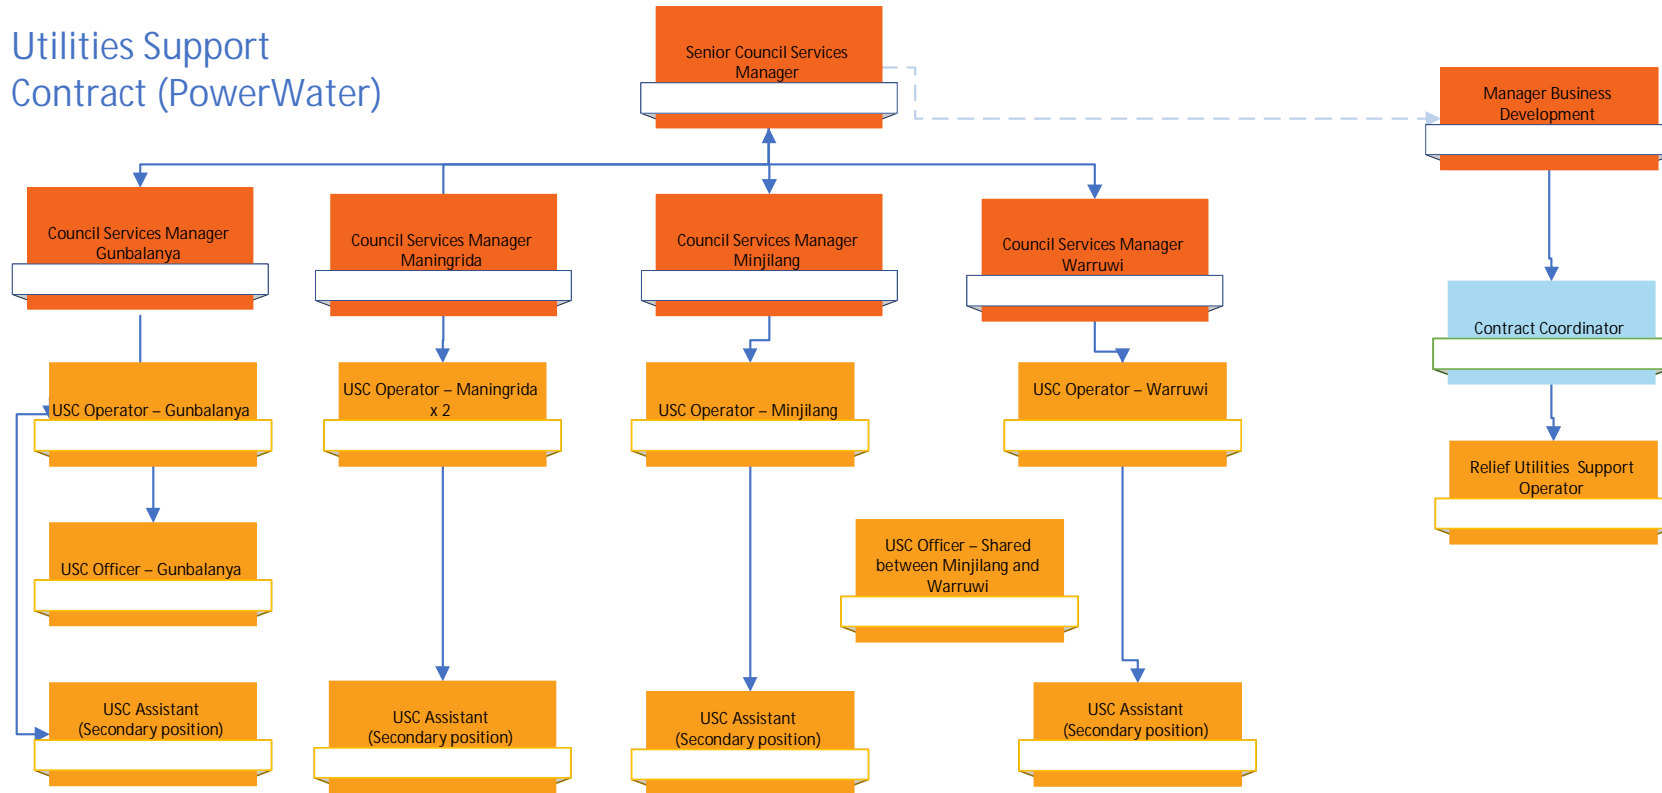 Utilities Support
Contract (PowerWater)
Senior Council Services
Manager
Manager Business
Development
Council Services Manager
Gunbalanya
Council Services Manager
Maningrida
Council Services Manager
Minjilang
Council Services Manager
Warruwi
Contract Coordinator
USC Operator – Gunbalanya
USC Operator – Maningrida
x 2
USC Operator – Minjilang
USC Operator – Warruwi
Relief Utilities Support
Operator
USC Officer – Gunbalanya
USC Officer – Shared
between Minjilang and
Warruwi
USC Assistant
(Secondary position)
USC Assistant
(Secondary position)
USC Assistant
(Secondary position)
USC Assistant
(Secondary position)